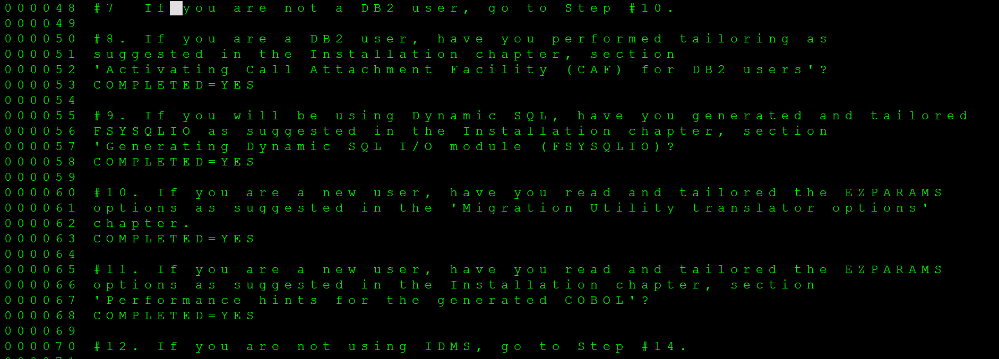 000048 #7  If you are not a DB2 user, go to Step #10.
000049
000050 #8. If you are a DB2 user, have you performed tailoring as
000051 suggested in the Installation chapter, section
000052 'Activating Call Attachment Facility (CAF) for DB2 users'?
000053 COMPLETED=YES
000054
000055 #9. If you will be using Dynamic SQL, have you generated and tailored
000056 FSYSQLIO as suggested in the Installation chapter, section
000057 'Generating Dynamic SQL I/O module (FSYSQLIO)?
000058 COMPLETED=YES
000059
000060 #10. If you are a new user, have you read and tailored the EZPARAMS
000061 options as suggested in the 'Migration Utility translator options'
000062 chapter.
000063 COMPLETED=YES
000064
000065 #11. If you are a new user, have you read and tailored the EZPARAMS
000066 options as suggested in the Installation chapter, section
000067 'Performance hints for the generated COBOL'?
000068 COMPLETED=YES
000069
000070 #12. If you are not using IDMS, go to Step #14.